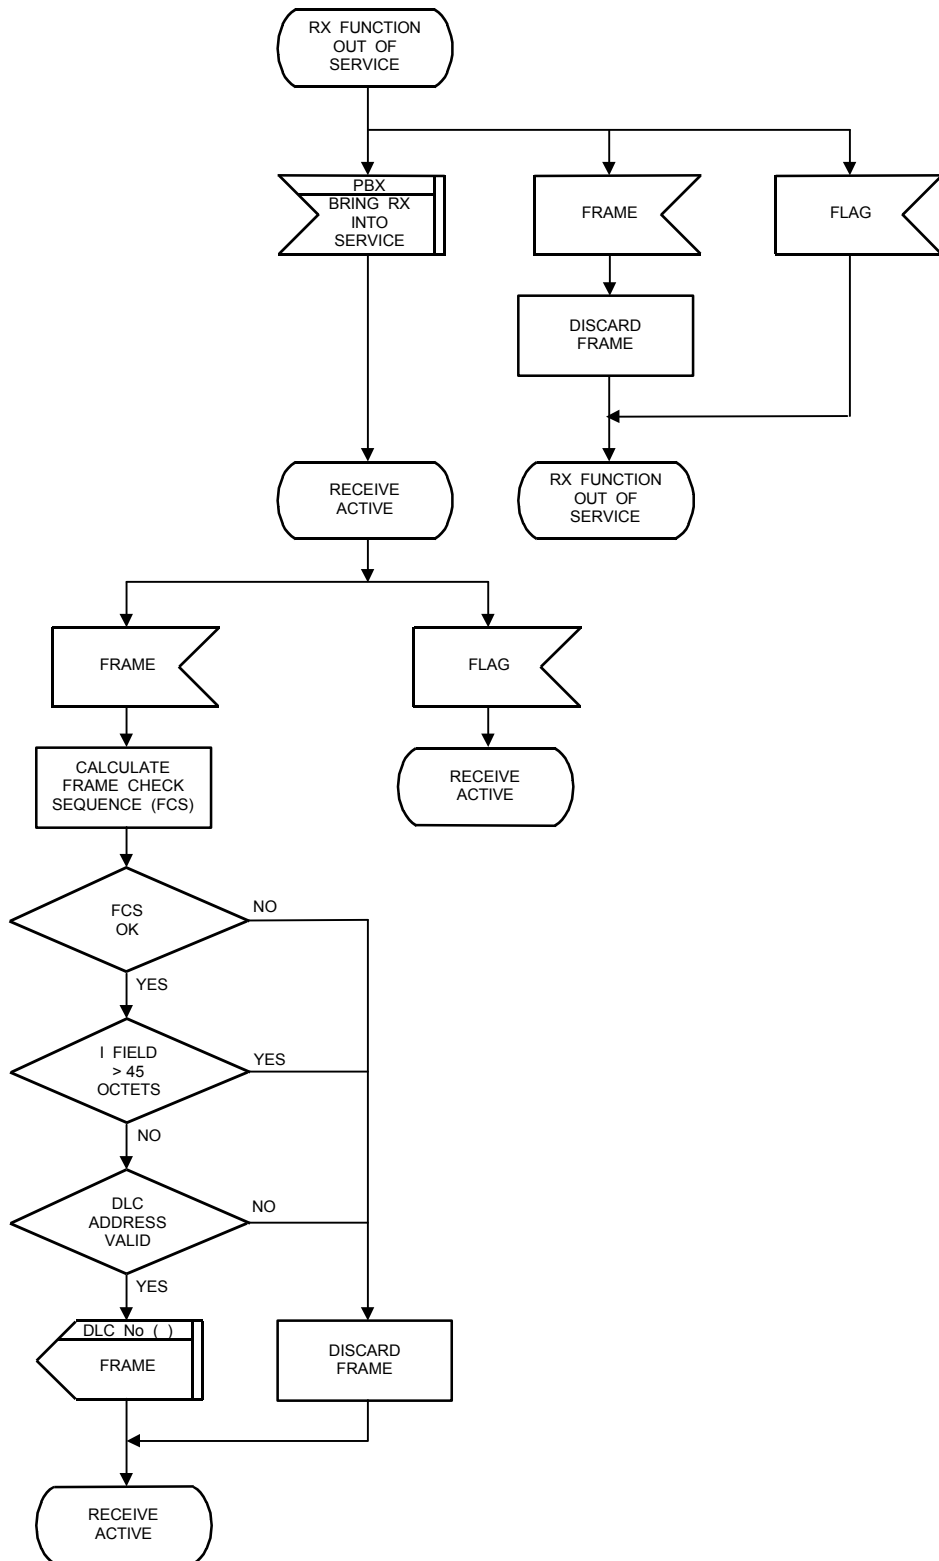 RX FUNCTION
OUT OF
SERVICE
PBX
BRING RX
INTO
SERVICE
FRAME
FLAG
DISCARD
FRAME
RECEIVE
ACTIVE
RX FUNCTION
OUT OF
SERVICE
FRAME
FLAG
CALCULATE
FRAME CHECK
SEQUENCE (FCS)
RECEIVE
ACTIVE
FCS
OK
NO
YES
I FIELD
> 45
OCTETS
YES
NO
DLC
ADDRESS
VALID
NO
YES
DLC No ( )
FRAME
DISCARD
FRAME
RECEIVE
ACTIVE